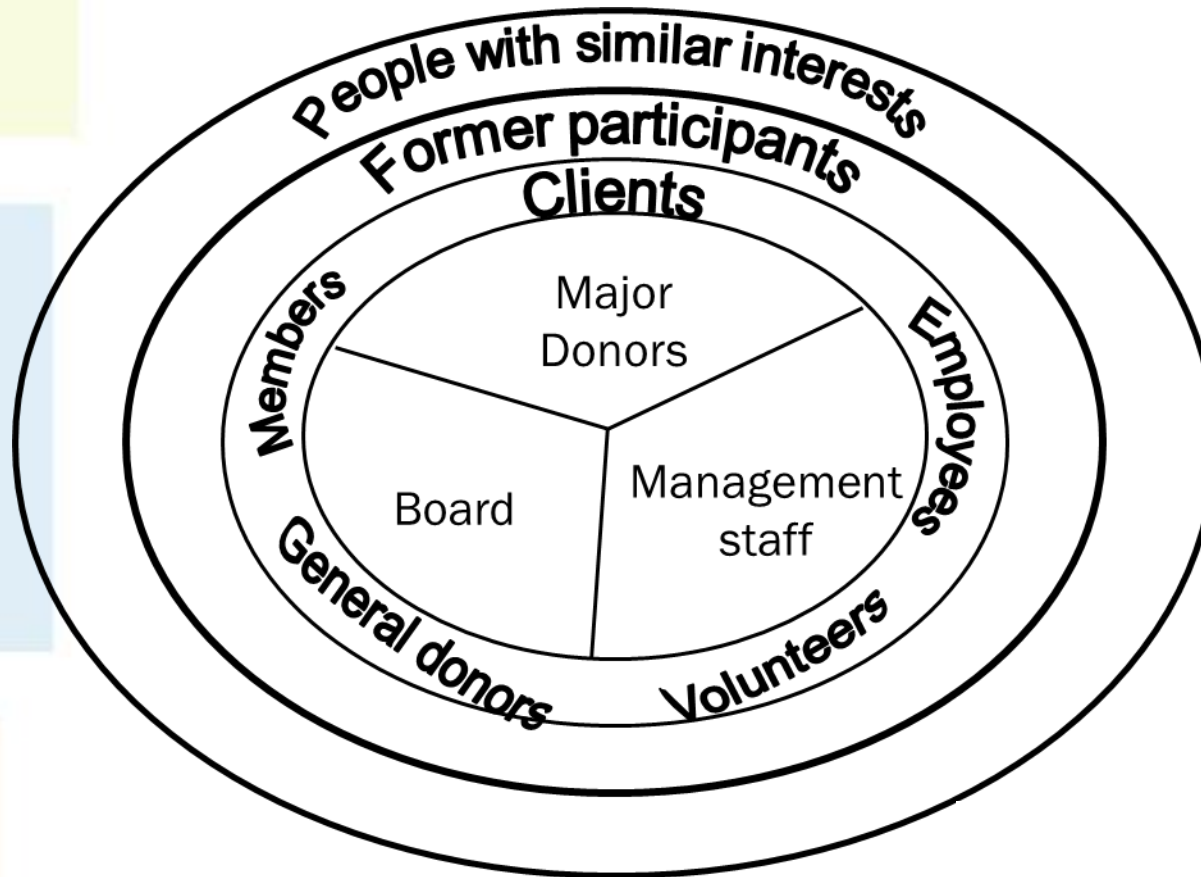 People with similar interests
Former participants
Clients
Members
Employees
Major
Donors
Board
Management
staff
General donors
Volunteers